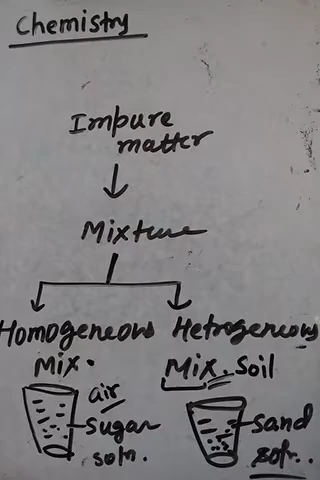 Chemistry
Impure
matter
Mixture
Homogeneous
Mix.
air
Sugar
soln.
Hetrogeneous
Mix. Soil
Sand
soln..